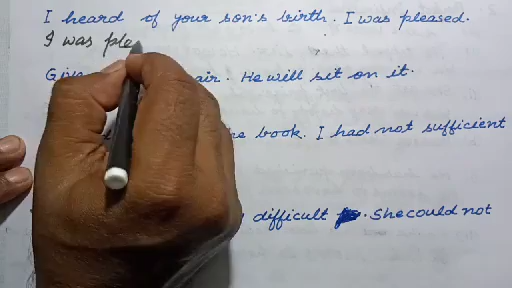 I heard of your son's birth. I was pleased.
I was ple
Give air. He will sit on it.
book. I had not sufficient
difficult . She could not